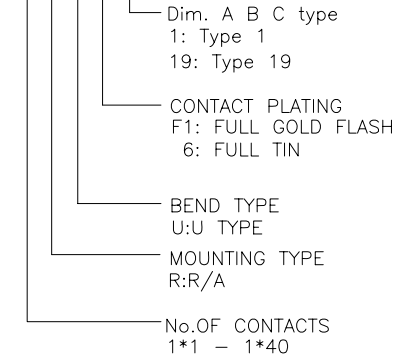 Dim. A B C type
1: Type 1
19: Type 19
CONTACT PLATING
F1: FULL GOLD FLASH
6: FULL TIN
BEND TYPE
U:U TYPE
MOUNTING TYPE
R:R/A
No.OF CONTACTS
1*1 – 1*40